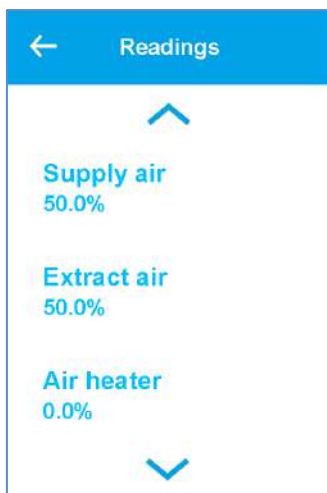 Readings
Supply air
50.0%
Extract air
50.0%
Air heater
0.0%